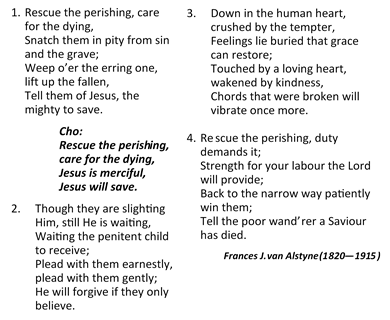 1. Rescue the perishing, care
for the dying,
Snatch them in pity from sin
and the grave;
Weep o'er the erring one,
lift up the fallen,
Tell them of Jesus, the
mighty to save.
Cho:
Rescue the perishing,
care for the dying,
Jesus is merciful,
Jesus will save.
2. Though they are slighting
Him, still He is waiting,
Waiting the penitent child
to receive;
Plead with them earnestly,
plead with them gently;
He will forgive if they only
believe.
3. Down in the human heart,
crushed by the tempter,
Feelings lie buried that grace
can restore;
Touched by a loving heart,
wakened by kindness,
Chords that were broken will
vibrate once more.
4. Rescue the perishing, duty
demands it;
Strength for your labour the Lord
will provide;
Back to the narrow way patiently
win them;
Tell the poor wand'rer a Saviour
has died.
Frances J. van Alstyne (1820—1915)